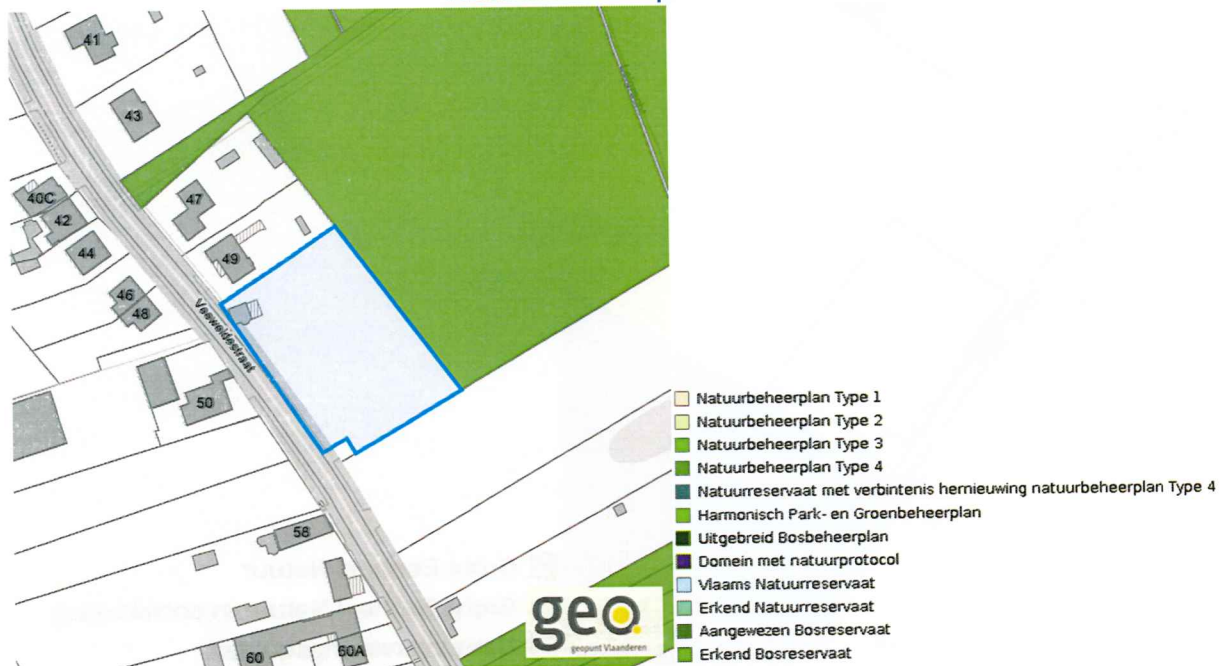 41
43
47
40C
42
44
49
46
48
Veeweidestraat
50
58
60
60A
geo.
geopunt Vlaanderen
Natuurbeheerplan Type 1
Natuurbeheerplan Type 2
Natuurbeheerplan Type 3
Natuurbeheerplan Type 4
Natuurreservaat met verbintenis hernieuwing natuurbeheerplan Type 4
Harmonisch Park- en Groenbeheerplan
Uitgebreid Bosbeheerplan
Domein met natuurprotocol
Vlaams Natuurreservaat
Erkend Natuurreservaat
Aangewezen Bosreservaat
Erkend Bosreservaat